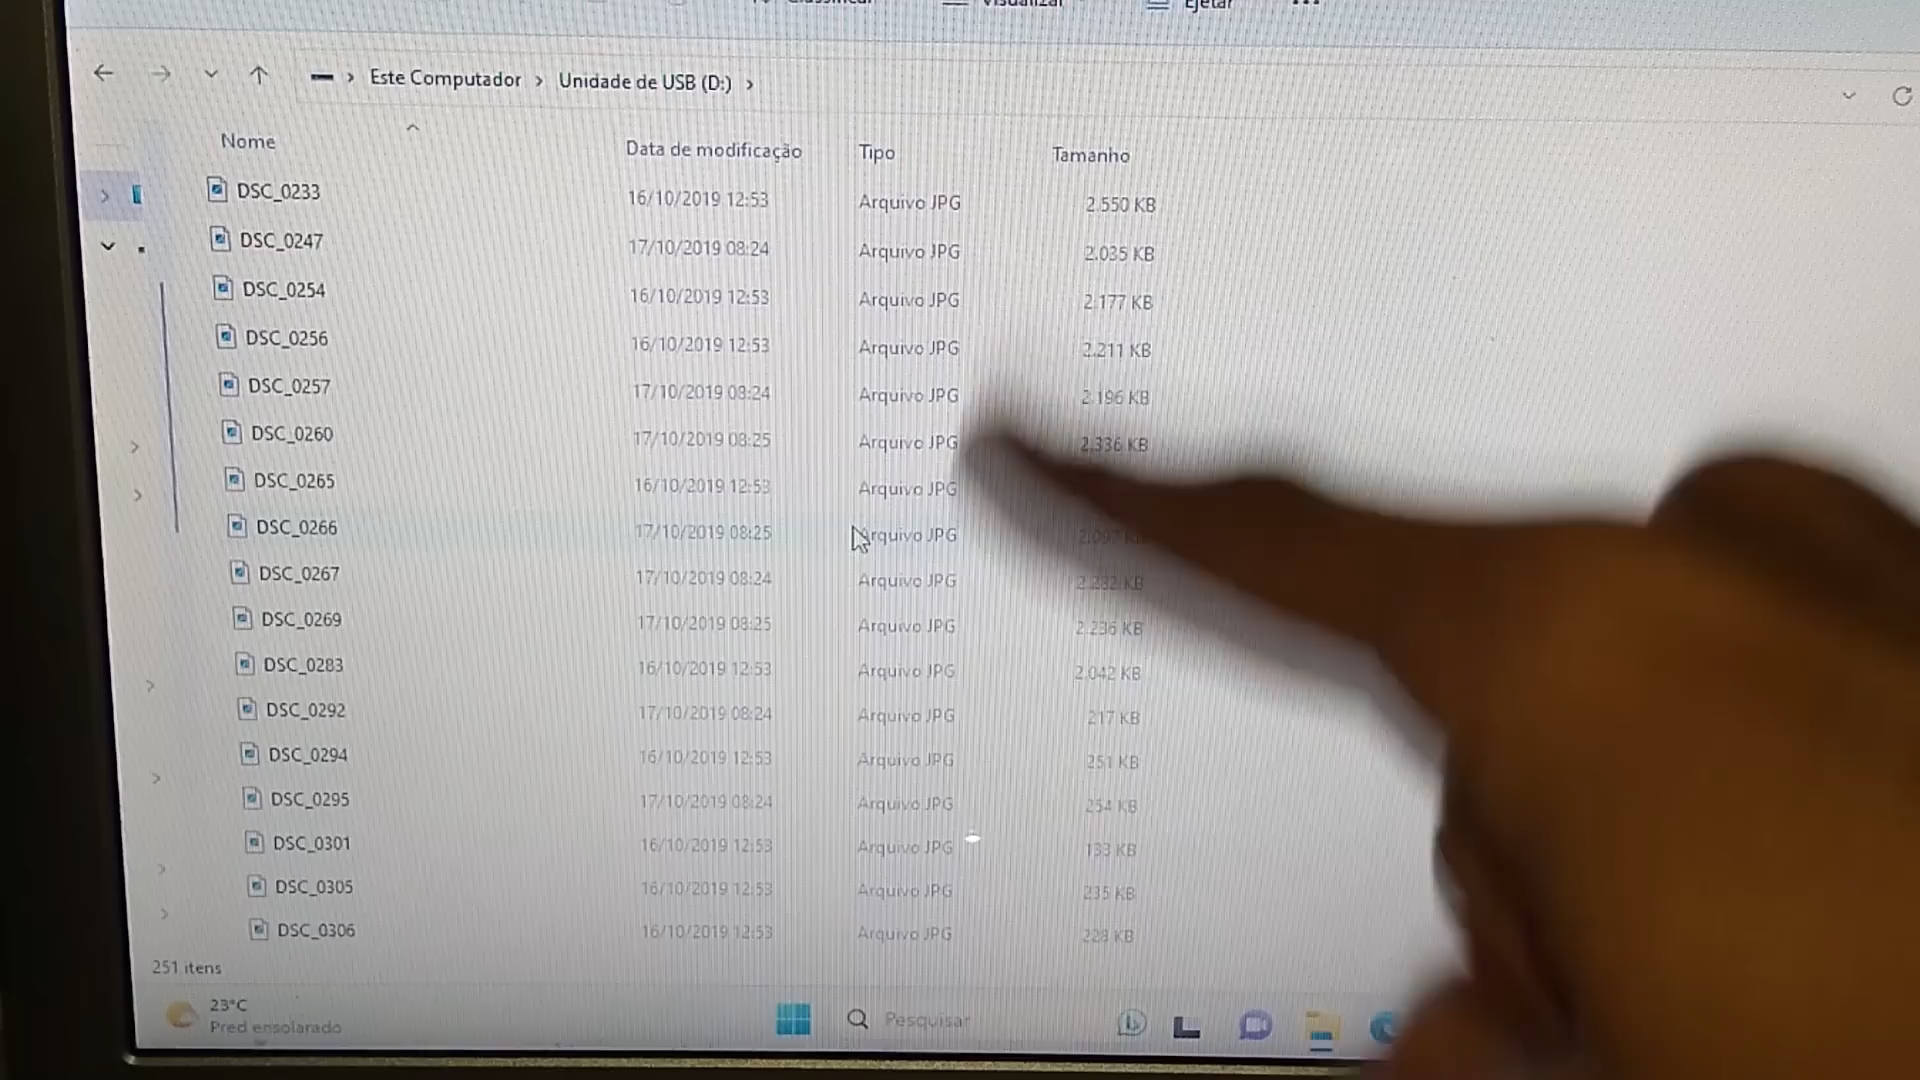 Classificar Visualizar Ejetar
Este Computador > Unidade de USB (D:) >
Nome Data de modificação Tipo Tamanho
DSC_0233 16/10/2019 12:53 Arquivo JPG 2.550 KB
DSC_0247 17/10/2019 08:24 Arquivo JPG 2.035 KB
DSC_0254 16/10/2019 12:53 Arquivo JPG 2.177 KB
DSC_0256 16/10/2019 12:53 Arquivo JPG 2.211 KB
DSC_0257 17/10/2019 08:24 Arquivo JPG 2.196 KB
DSC_0260 17/10/2019 08:25 Arquivo JPG 2.336 KB
DSC_0265 16/10/2019 12:53 Arquivo JPG
DSC_0266 17/10/2019 08:25 Arquivo JPG
DSC_0267 17/10/2019 08:24 Arquivo JPG 2.232 KB
DSC_0269 17/10/2019 08:25 Arquivo JPG 2.236 KB
DSC_0283 16/10/2019 12:53 Arquivo JPG 2.042 KB
DSC_0292 17/10/2019 08:24 Arquivo JPG 217 KB
DSC_0294 16/10/2019 12:53 Arquivo JPG 251 KB
DSC_0295 17/10/2019 08:24 Arquivo JPG 254 KB
DSC_0301 16/10/2019 12:53 Arquivo JPG 133 KB
DSC_0305 16/10/2019 12:53 Arquivo JPG 235 KB
DSC_0306 16/10/2019 12:53 Arquivo JPG 228 KB
251 itens
23°C
Pred ensolarado
Pesquisar